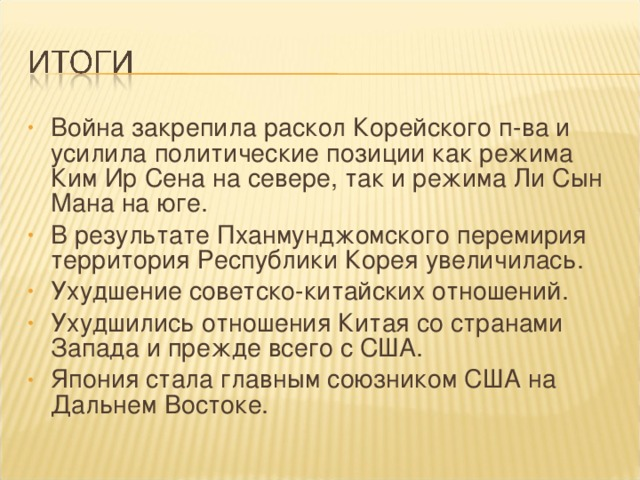 ИТОГИ
• Война закрепила раскол Корейского п-ва и
усилила политические позиции как режима
Ким Ир Сена на севере, так и режима Ли Сын
Мана на юге.
• В результате Пханмунджомского перемирия
территория Республики Корея увеличилась.
• Ухудшение советско-китайских отношений.
• Ухудшились отношения Китая со странами
Запада и прежде всего с США.
• Япония стала главным союзником США на
Дальнем Востоке.